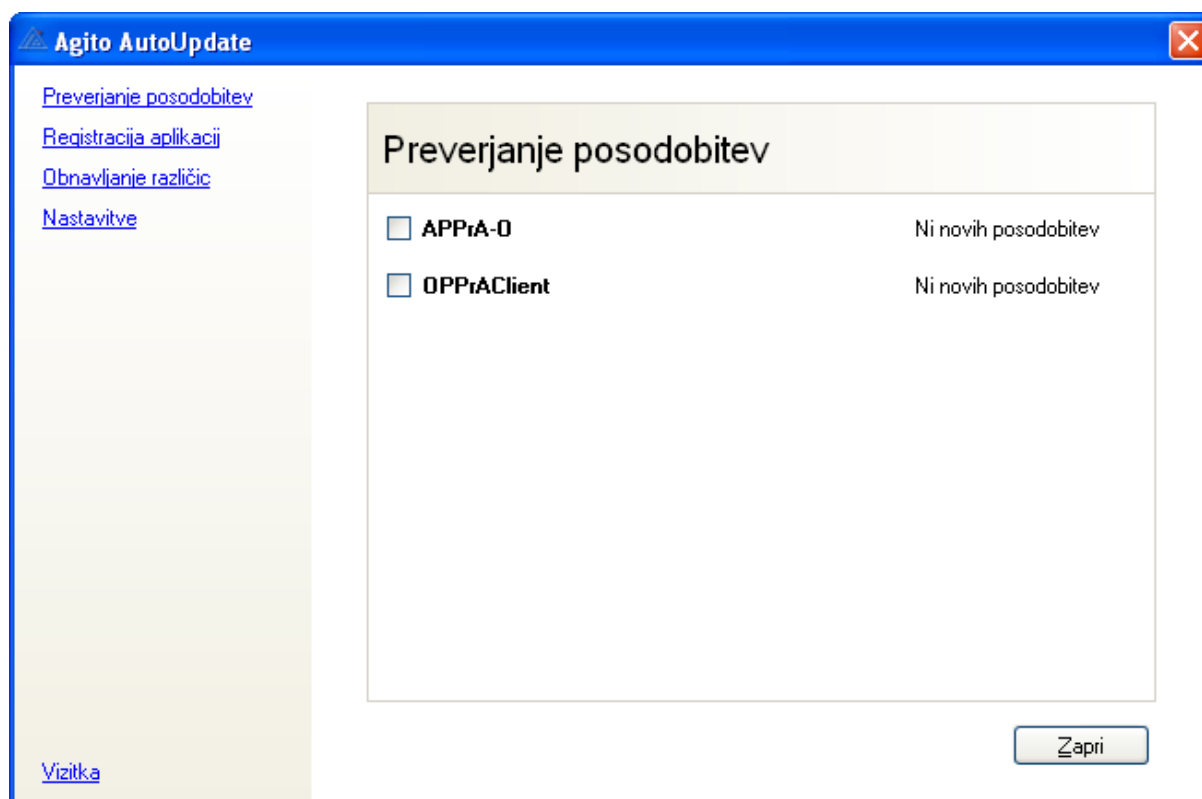 Agito AutoUpdate
Preverjanje posodobitev
Registracija aplikacij
Obnavljanje različic
Nastavitve
Vizitka
Preverjanje posodobitev
APPrA-O Ni novih posodobitev
OPPrAClient Ni novih posodobitev
Zapri